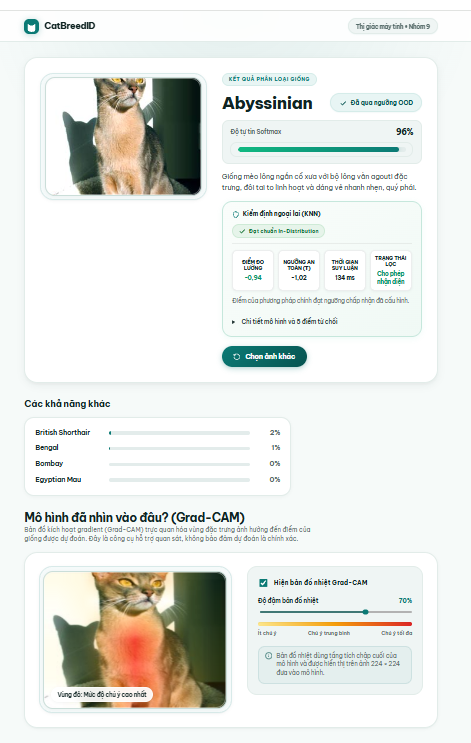 CatBreedID
Thị giác máy tính • Nhóm 9
KẾT QUẢ PHÂN LOẠI GIỐNG
Abyssinian
Đã qua ngưỡng OOD
Độ tự tin Softmax
96%
Giống mèo lông ngắn cổ xưa với bộ lông vằn agouti đặc
trưng, đôi tai to linh hoạt và dáng vẻ nhanh nhẹn, quý phái.
Kiểm định ngoại lai (KNN)
Đạt chuẩn In-Distribution
ĐIỂM ĐO
LƯỜNG
-0,94
NGƯỠNG AN
TOÀN (T)
-1,02
THỜI GIAN
SUY LUẬN
134 ms
TRẠNG THÁI
LỌC
Cho phép
nhận diện
Điểm của phương pháp chính đạt ngưỡng chấp nhận đã cấu hình.
Chi tiết mô hình và 5 điểm từ chối
Chọn ảnh khác
Các khả năng khác
British Shorthair
2%
Bengal
1%
Bombay
0%
Egyptian Mau
0%
Mô hình đã nhìn vào đâu? (Grad-CAM)
Bản đồ kích hoạt gradient (Grad-CAM) trực quan hóa vùng đặc trưng ảnh hưởng đến điểm của
giống được dự đoán. Đây là công cụ hỗ trợ quan sát, không bảo đảm dự đoán là chính xác.
Vùng đỏ: Mức độ chú ý cao nhất
Hiện bản đồ nhiệt Grad-CAM
Độ đậm bản đồ nhiệt
70%
Ít chú ý
Chú ý trung bình
Chú ý tối đa
Bản đồ nhiệt dùng tầng tích chập cuối của
mô hình và được hiển thị trên ảnh 224 × 224
đưa vào mô hình.